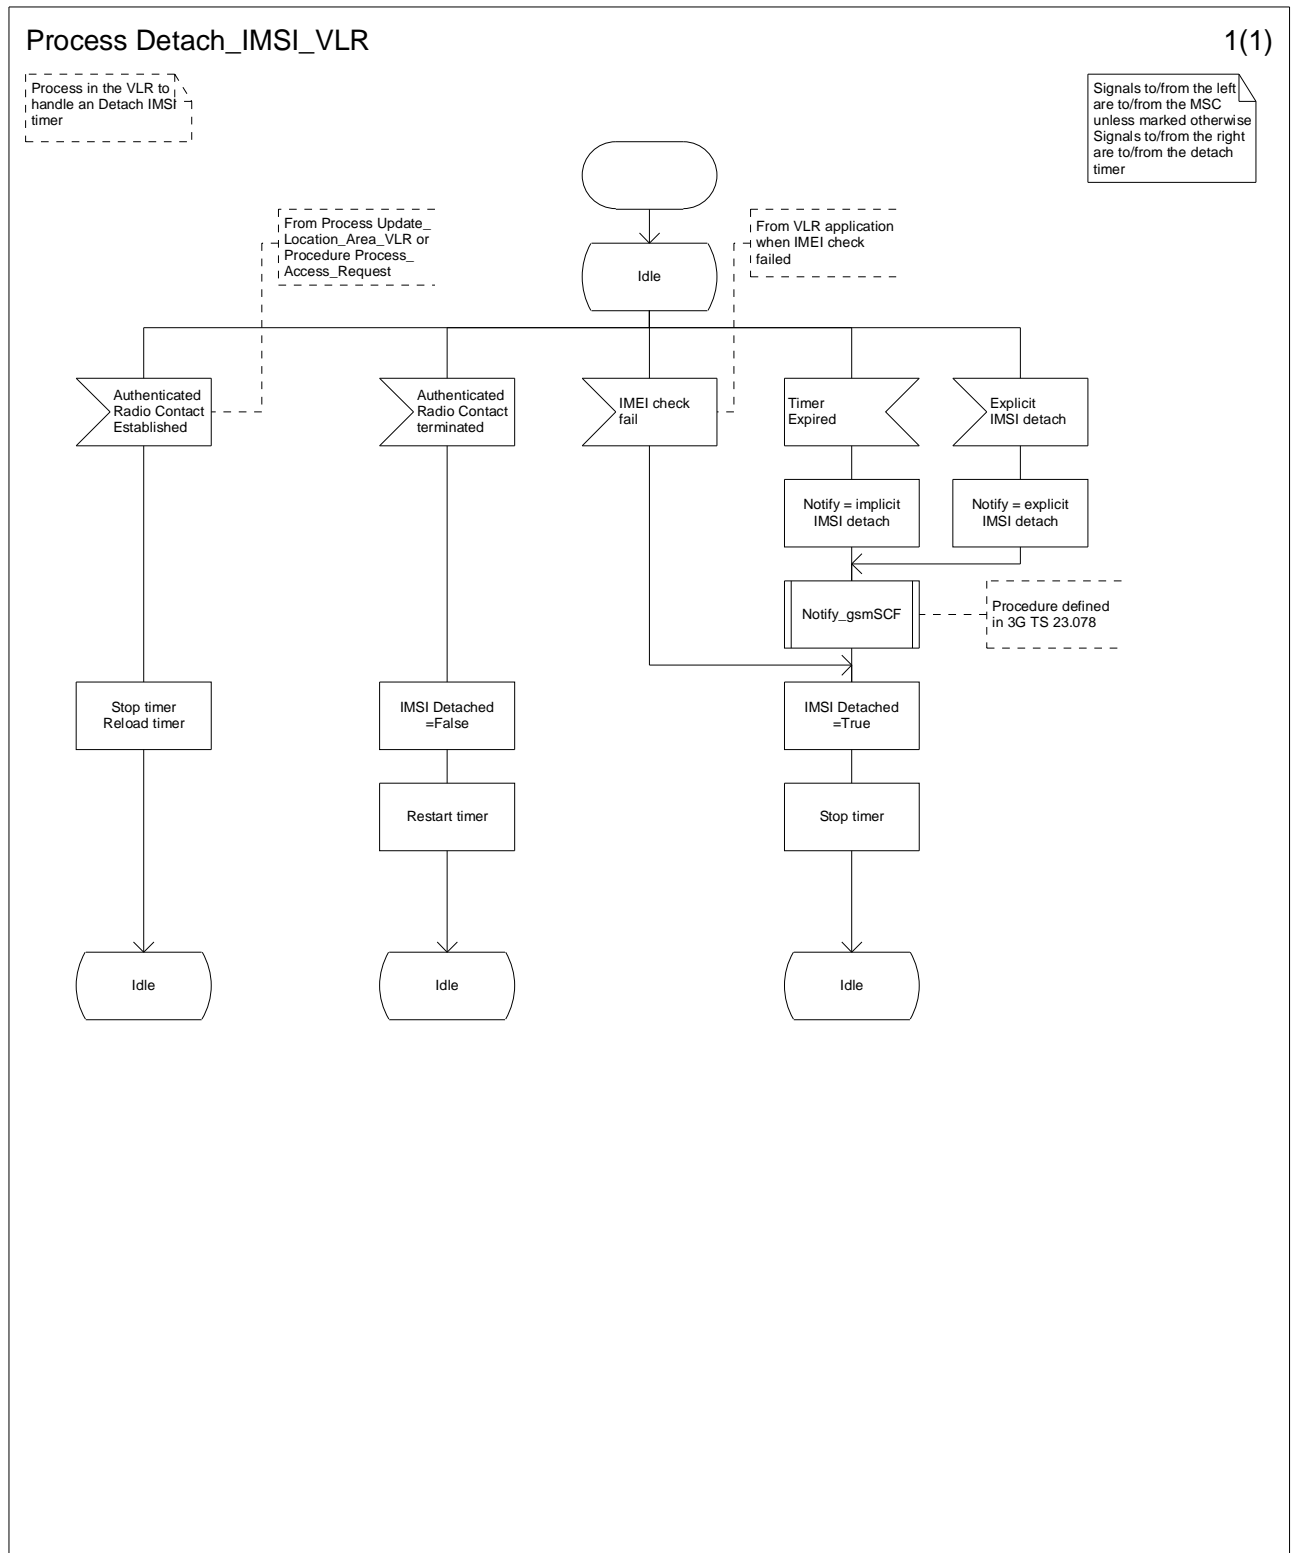 Process Detach_IMSI_VLR
1(1)
Process in the VLR to
handle an Detach IMSI
timer
Signals to/from the left
are to/from the MSC
unless marked otherwise
Signals to/from the right
are to/from the detach
timer
From Process Update_
Location_Area_VLR or
Procedure Process_
Access_Request
From VLR application
when IMEI check
failed
Idle
Authenticated
Radio Contact
Established
Authenticated
Radio Contact
terminated
IMEI check
fail
Timer
Expired
Explicit
IMSI detach
Notify = implicit
IMSI detach
Notify = explicit
IMSI detach
Notify_gsmSCF
Procedure defined
in 3G TS 23.078
Stop timer
Reload timer
IMSI Detached
=False
IMSI Detached
=True
Restart timer
Stop timer
Idle
Idle
Idle